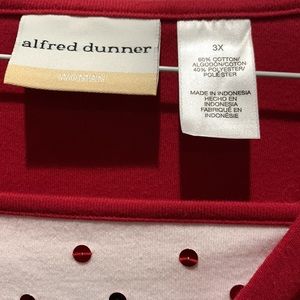 alfred dunner
WOMAN
3X
60% COTTON/
ALGODÓN/COTON
40% POLYESTER/
POLIÉSTER
MADE IN INDONESIA
HECHO EN
INDONESIA
FABRIQUÉ EN
INDONÉSIE